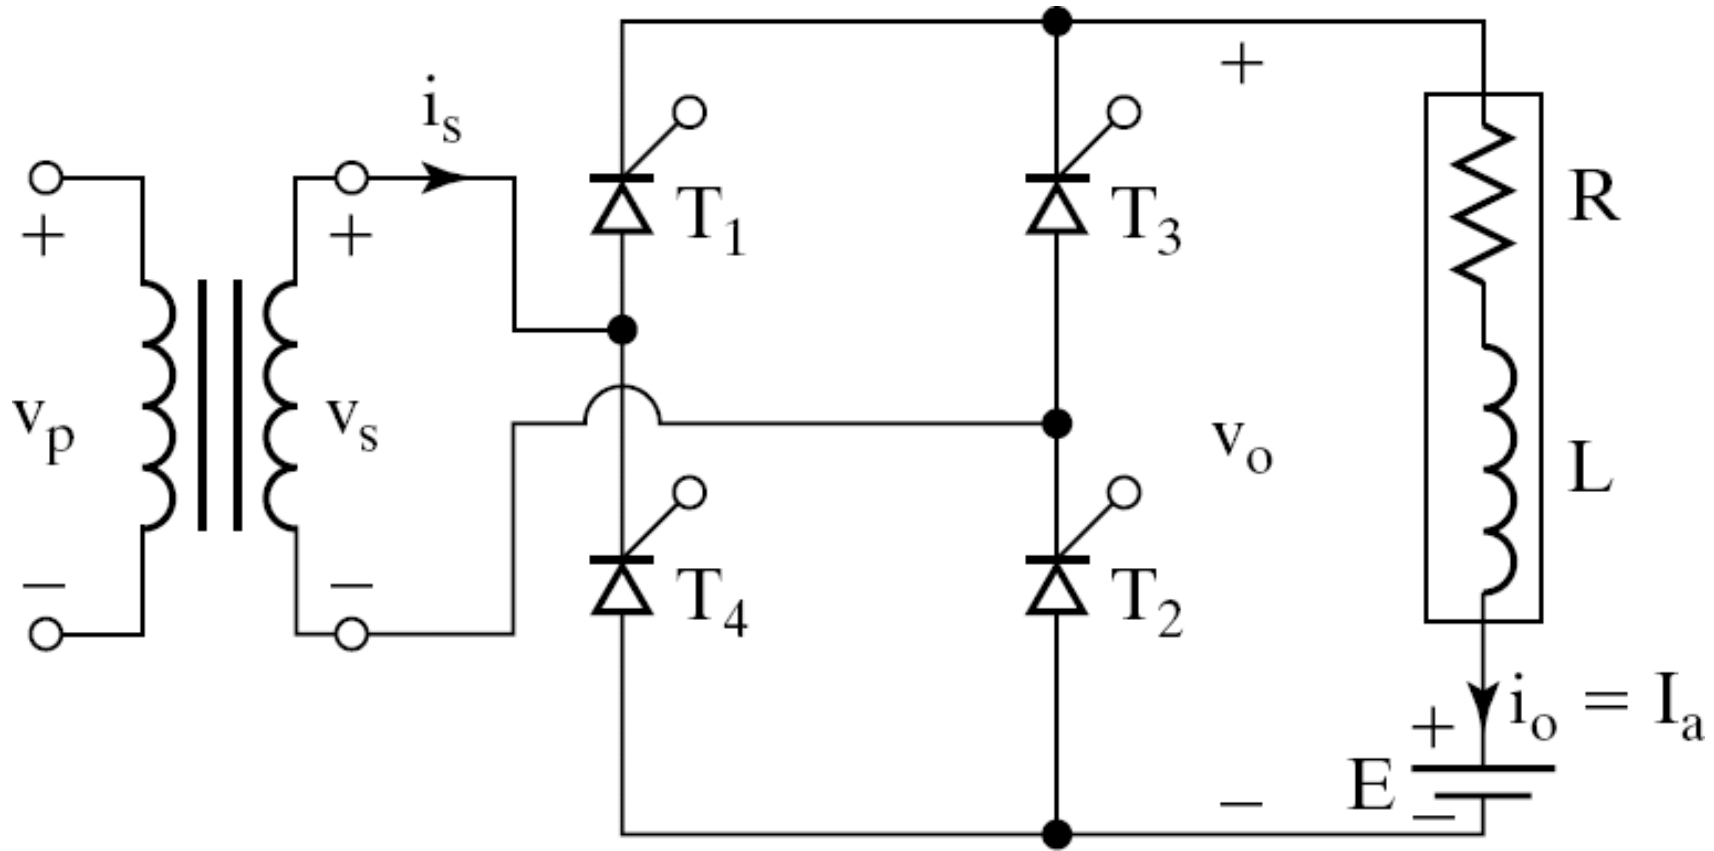 i_s
+
+
+
T_1
T_3
R
v_p
v_s
v_o
L
−
−
T_4
T_2
+
i_o = I_a
E
−
−